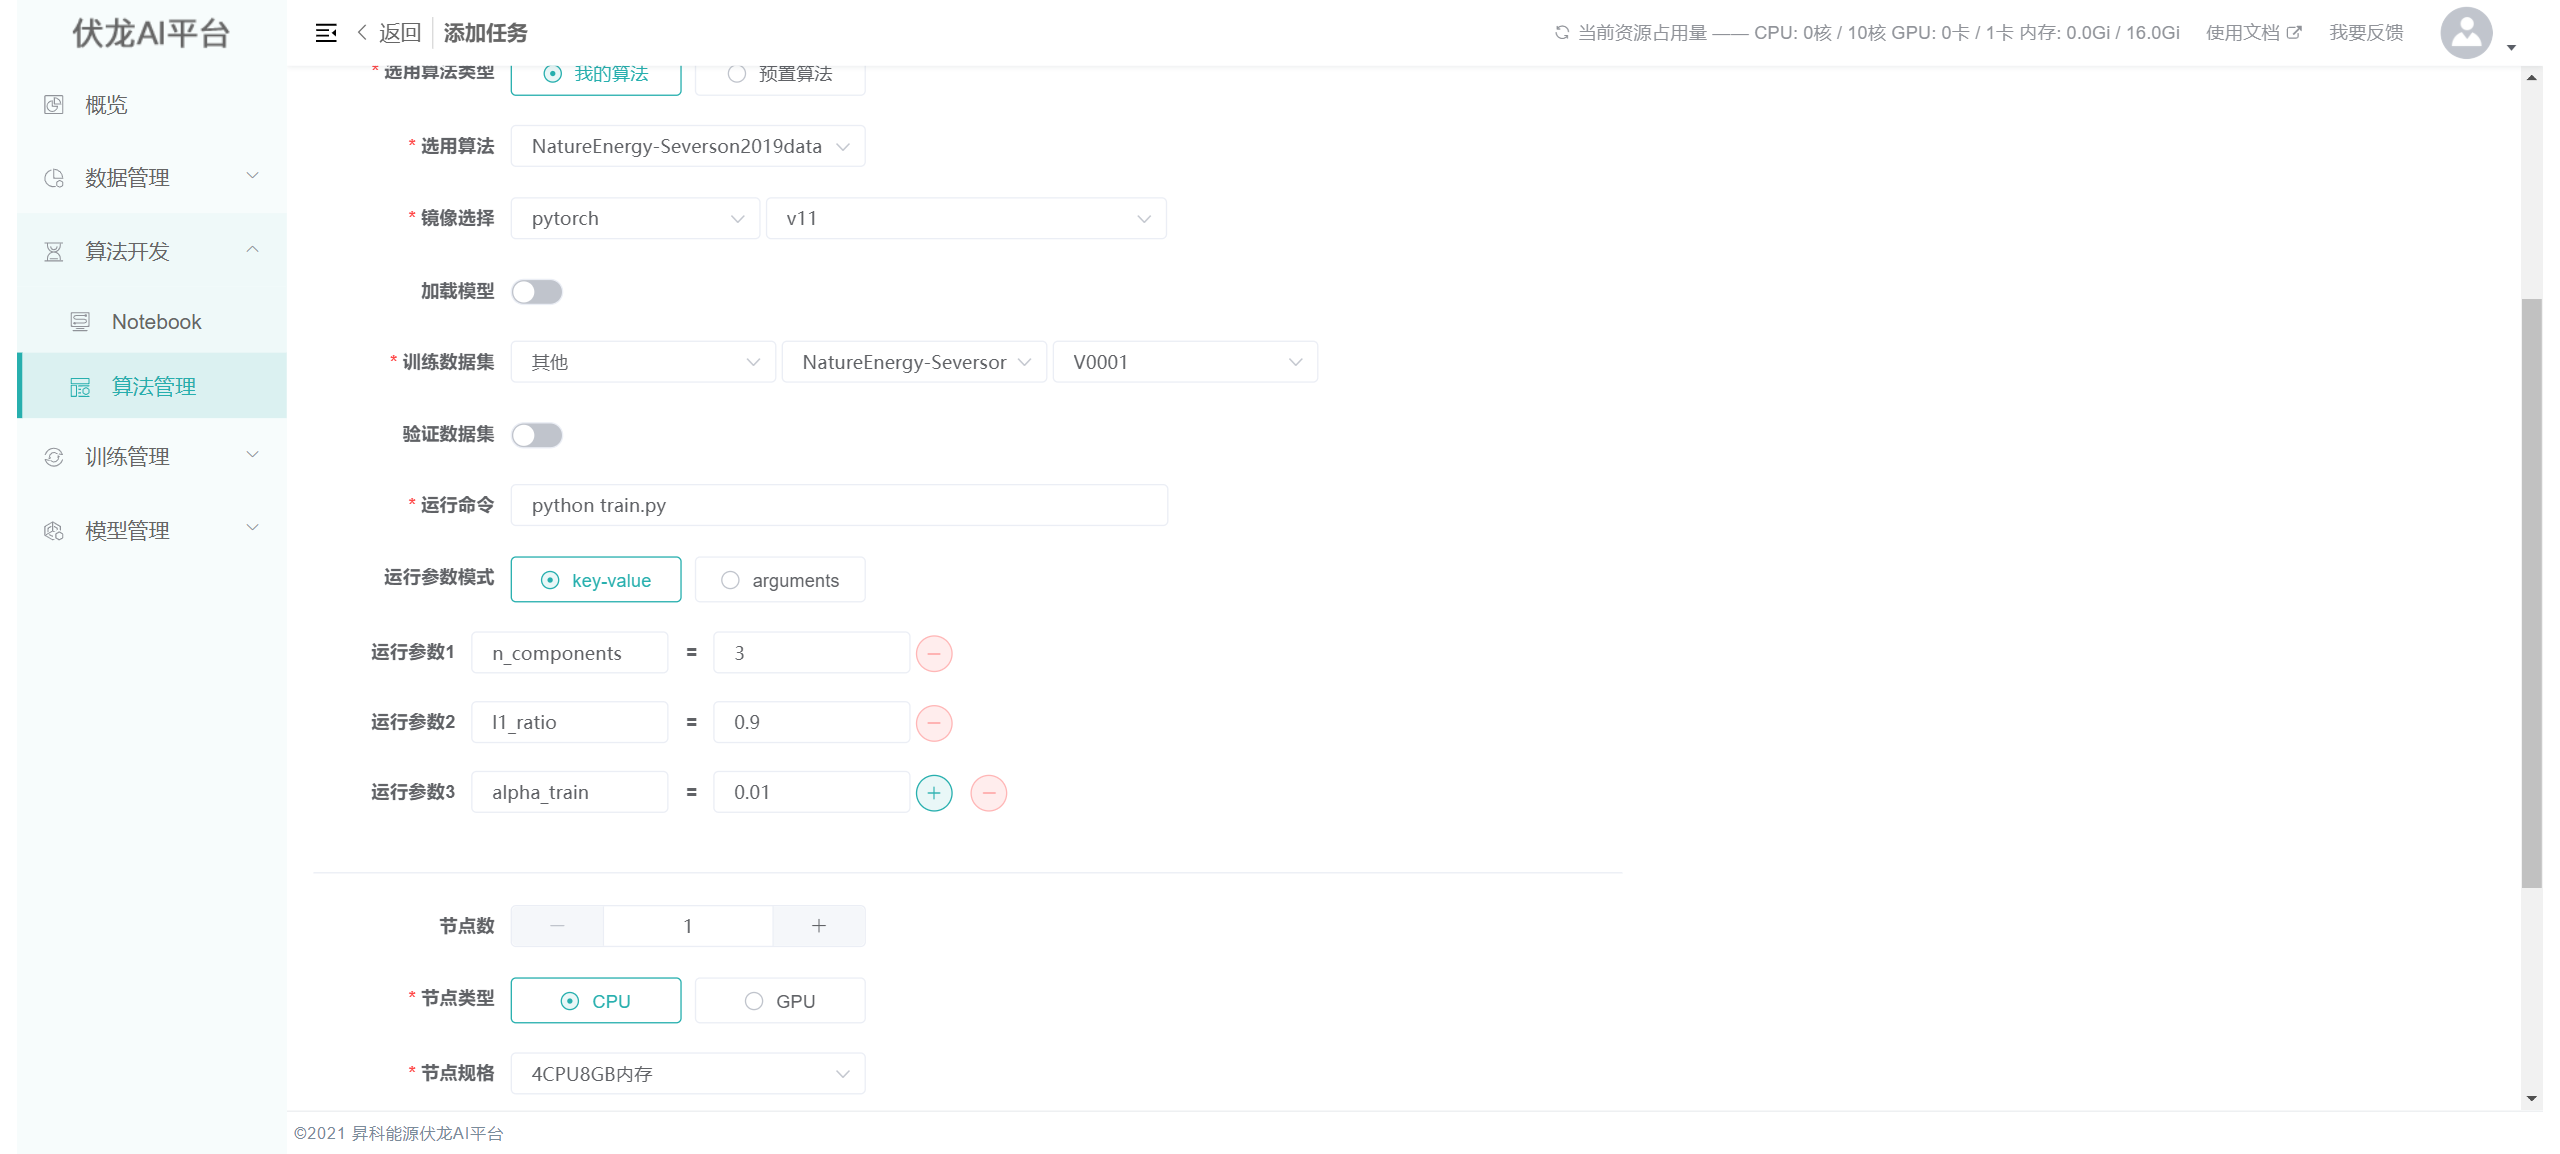 伏龙AI平台
返回 添加任务
当前资源占用量 —— CPU: 0核 / 10核 GPU: 0卡 / 1卡 内存: 0.0Gi / 16.0Gi 使用文档 我要反馈
概览
数据管理
算法开发
Notebook
算法管理
训练管理
模型管理
* 选用算法类型 我的算法 预置算法
* 选用算法 NatureEnergy-Severson2019data
* 镜像选择 pytorch v11
加载模型
* 训练数据集 其他 NatureEnergy-Seversor V0001
验证数据集
* 运行命令 python train.py
运行参数模式 key-value arguments
运行参数1 n_components = 3
运行参数2 l1_ratio = 0.9
运行参数3 alpha_train = 0.01
节点数 1
* 节点类型 CPU GPU
* 节点规格 4CPU8GB内存
©2021 昇科能源伏龙AI平台